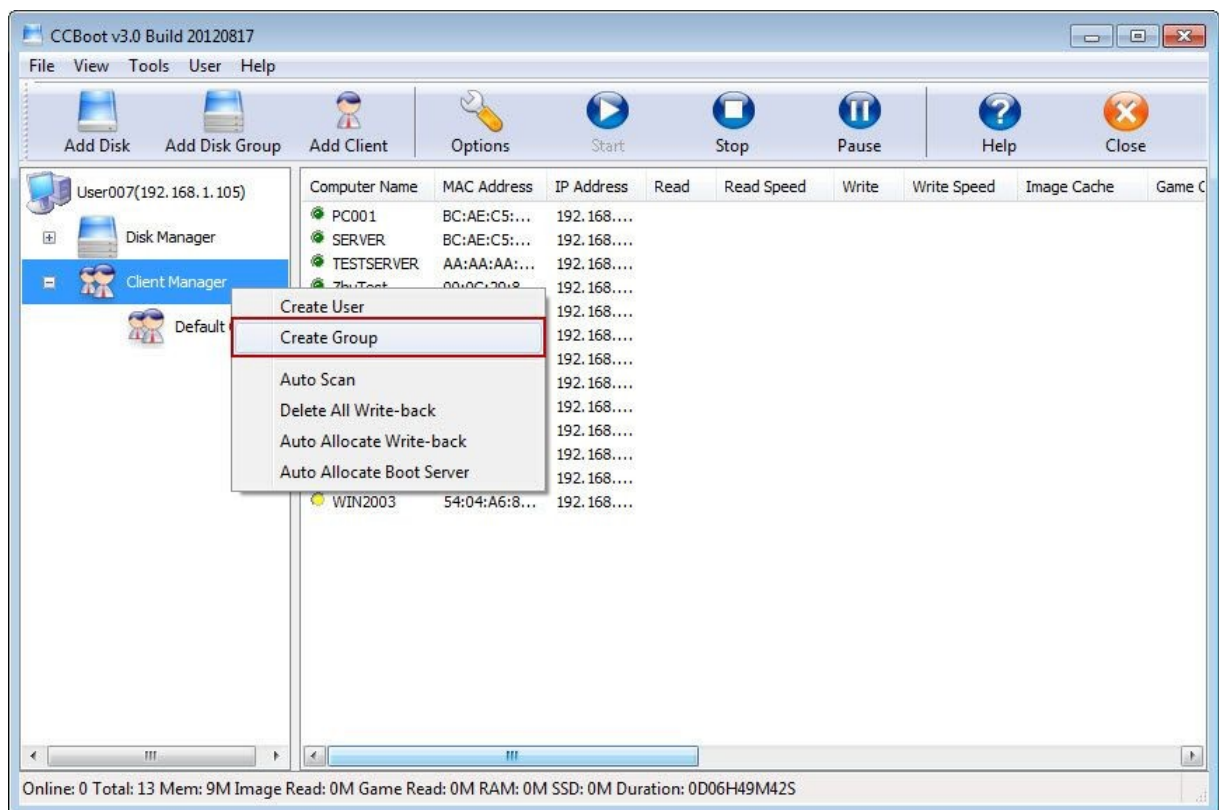 CCBoot v3.0 Build 20120817
File View Tools User Help
Add Disk Add Disk Group Add Client Options Start Stop Pause Help Close
User007(192.168.1.105)
Disk Manager
Client Manager
Default
Computer Name MAC Address IP Address Read Read Speed Write Write Speed Image Cache Game
PC001 BC:AE:C5:... 192.168....
SERVER BC:AE:C5:... 192.168....
TESTSERVER AA:AA:AA:... 192.168....
192.168....
Create User 192.168....
Create Group 192.168....
192.168....
Auto Scan 192.168....
Delete All Write-back 192.168....
192.168....
Auto Allocate Write-back 192.168....
Auto Allocate Boot Server 192.168....
WIN2003 54:04:A6:8... 192.168....
Online: 0 Total: 13 Mem: 9M Image Read: 0M Game Read: 0M RAM: 0M SSD: 0M Duration: 0D06H49M42S